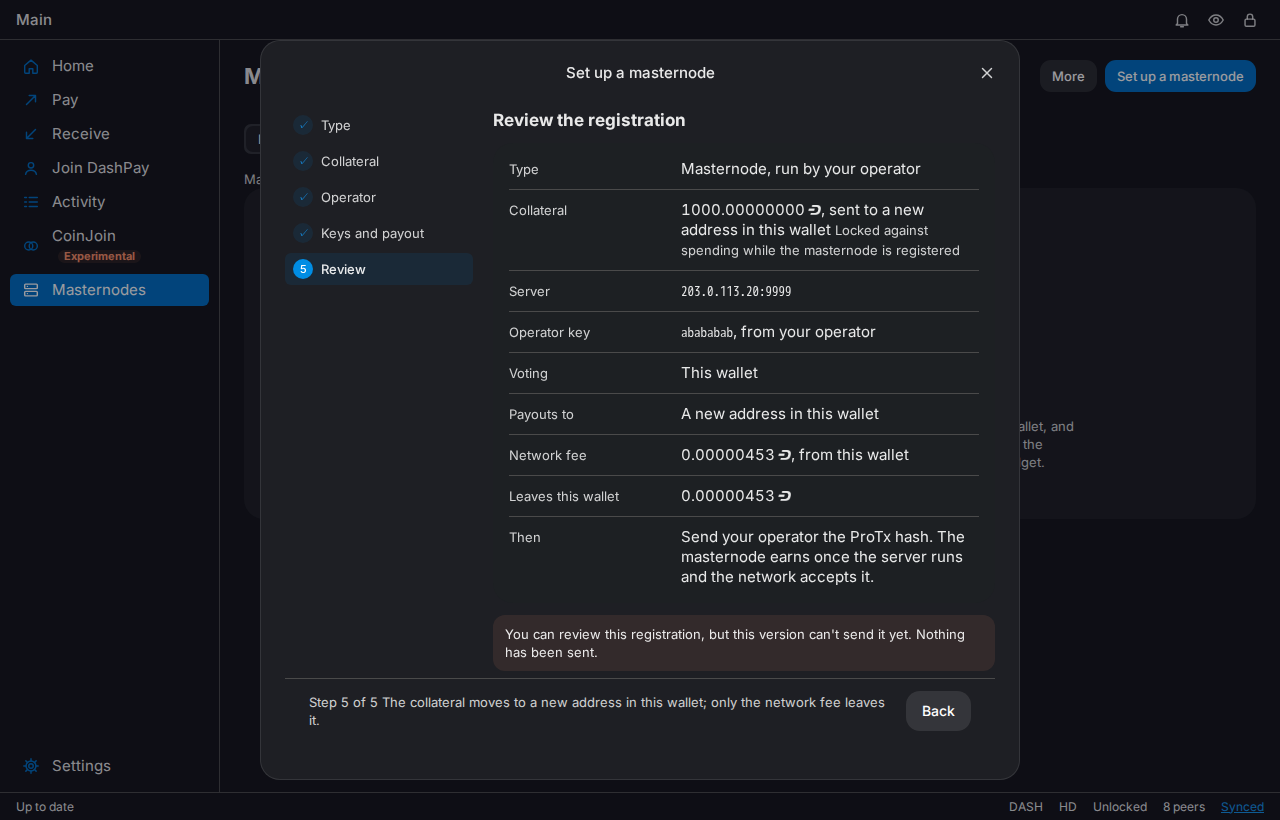 Main
Home
Pay
Receive
Join DashPay
Activity
CoinJoin
Experimental
Masternodes
Settings
More
Set up a masternode
Set up a masternode
Type
Collateral
Operator
Keys and payout
5 Review
Review the registration
Type Masternode, run by your operator
Collateral 1000.00000000, sent to a new
address in this wallet Locked against
spending while the masternode is registered
Server 203.0.113.20:9999
Operator key abababab, from your operator
Voting This wallet
Payouts to A new address in this wallet
Network fee 0.00000453, from this wallet
Leaves this wallet 0.00000453
Then Send your operator the ProTx hash. The
masternode earns once the server runs
and the network accepts it.
You can review this registration, but this version can't send it yet. Nothing
has been sent.
Step 5 of 5 The collateral moves to a new address in this wallet; only the network fee leaves
it.
Back
and
the
Up to date
DASH HD Unlocked 8 peers Synced